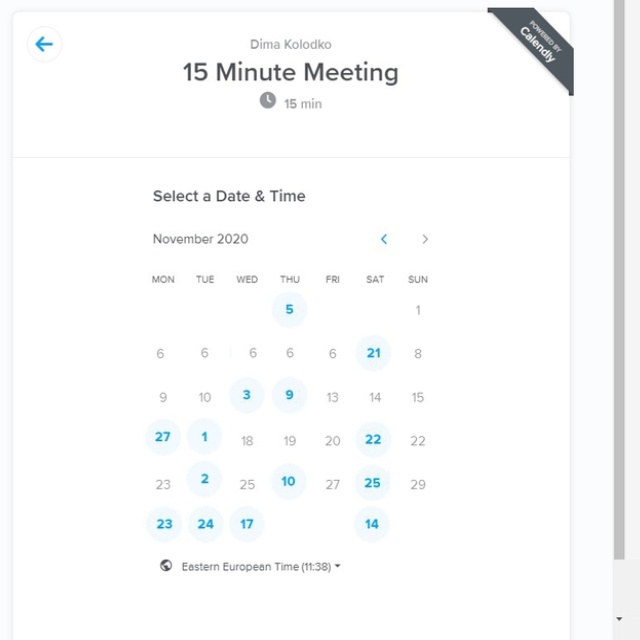 POWERED BY
Calendly
Dima Kolodko
15 Minute Meeting
15 min
Select a Date & Time
November 2020
MON TUE WED THU FRI SAT SUN
5 1
6 6 6 6 6 21 8
9 10 3 9 13 14 15
27 1 18 19 20 22 22
23 2 25 10 27 25 29
23 24 17 14
Eastern European Time (11:38)